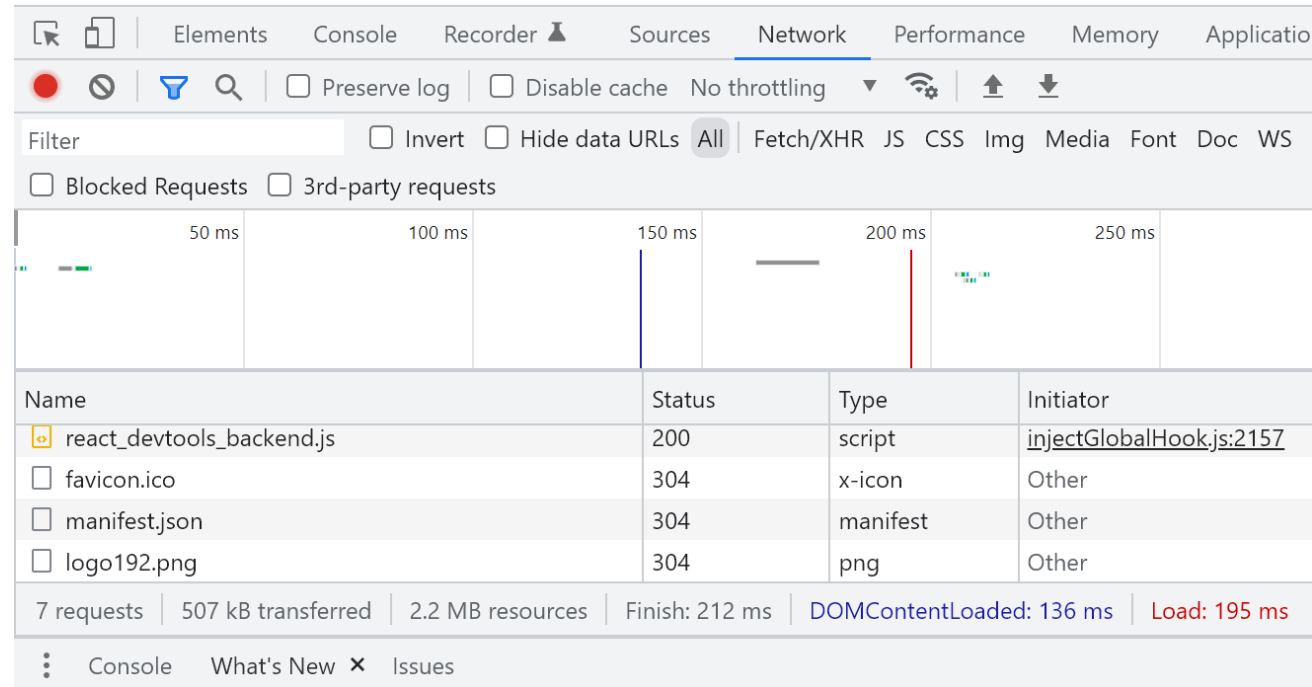 Elements Console Recorder Sources Network Performance Memory Applicatio
Preserve log Disable cache No throttling
Filter Invert Hide data URLs All Fetch/XHR JS CSS Img Media Font Doc WS
Blocked Requests 3rd-party requests
50 ms 100 ms 150 ms 200 ms 250 ms
Name Status Type Initiator
react_devtools_backend.js 200 script injectGlobalHook.js:2157
favicon.ico 304 x-icon Other
manifest.json 304 manifest Other
logo192.png 304 png Other
7 requests 507 kB transferred 2.2 MB resources Finish: 212 ms DOMContentLoaded: 136 ms Load: 195 ms
Console What's New × Issues